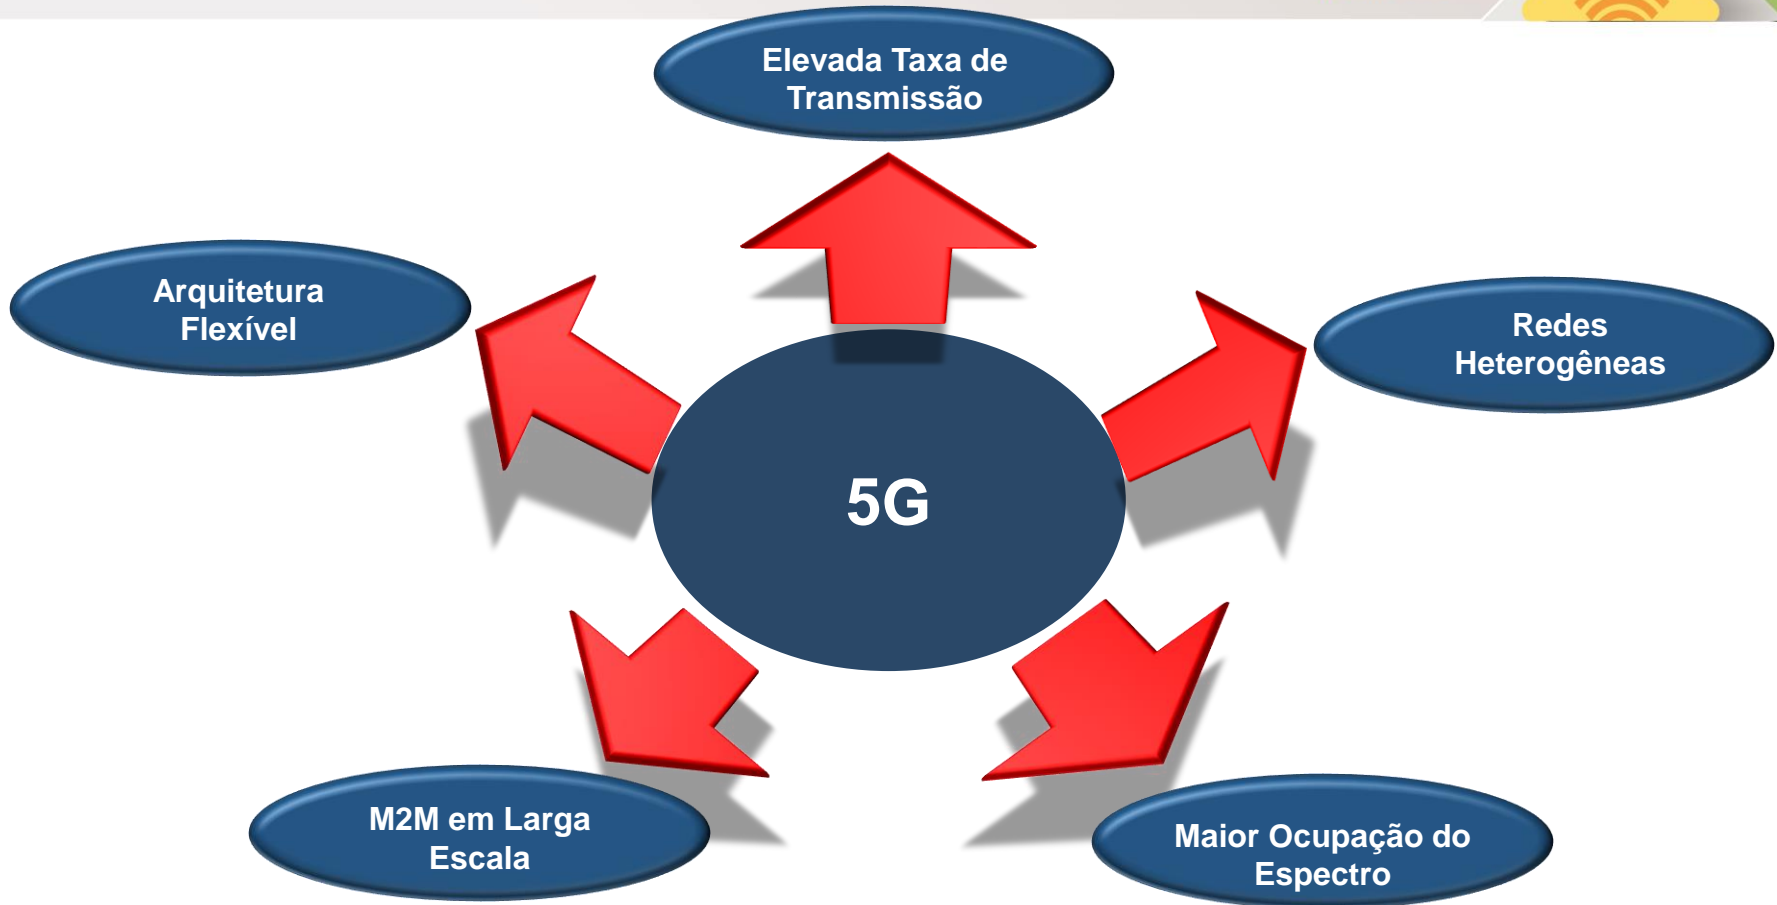 Elevada Taxa de
Transmissão
Arquitetura
Flexível
Redes
Heterogêneas
5G
M2M em Larga
Escala
Maior Ocupação do
Espectro